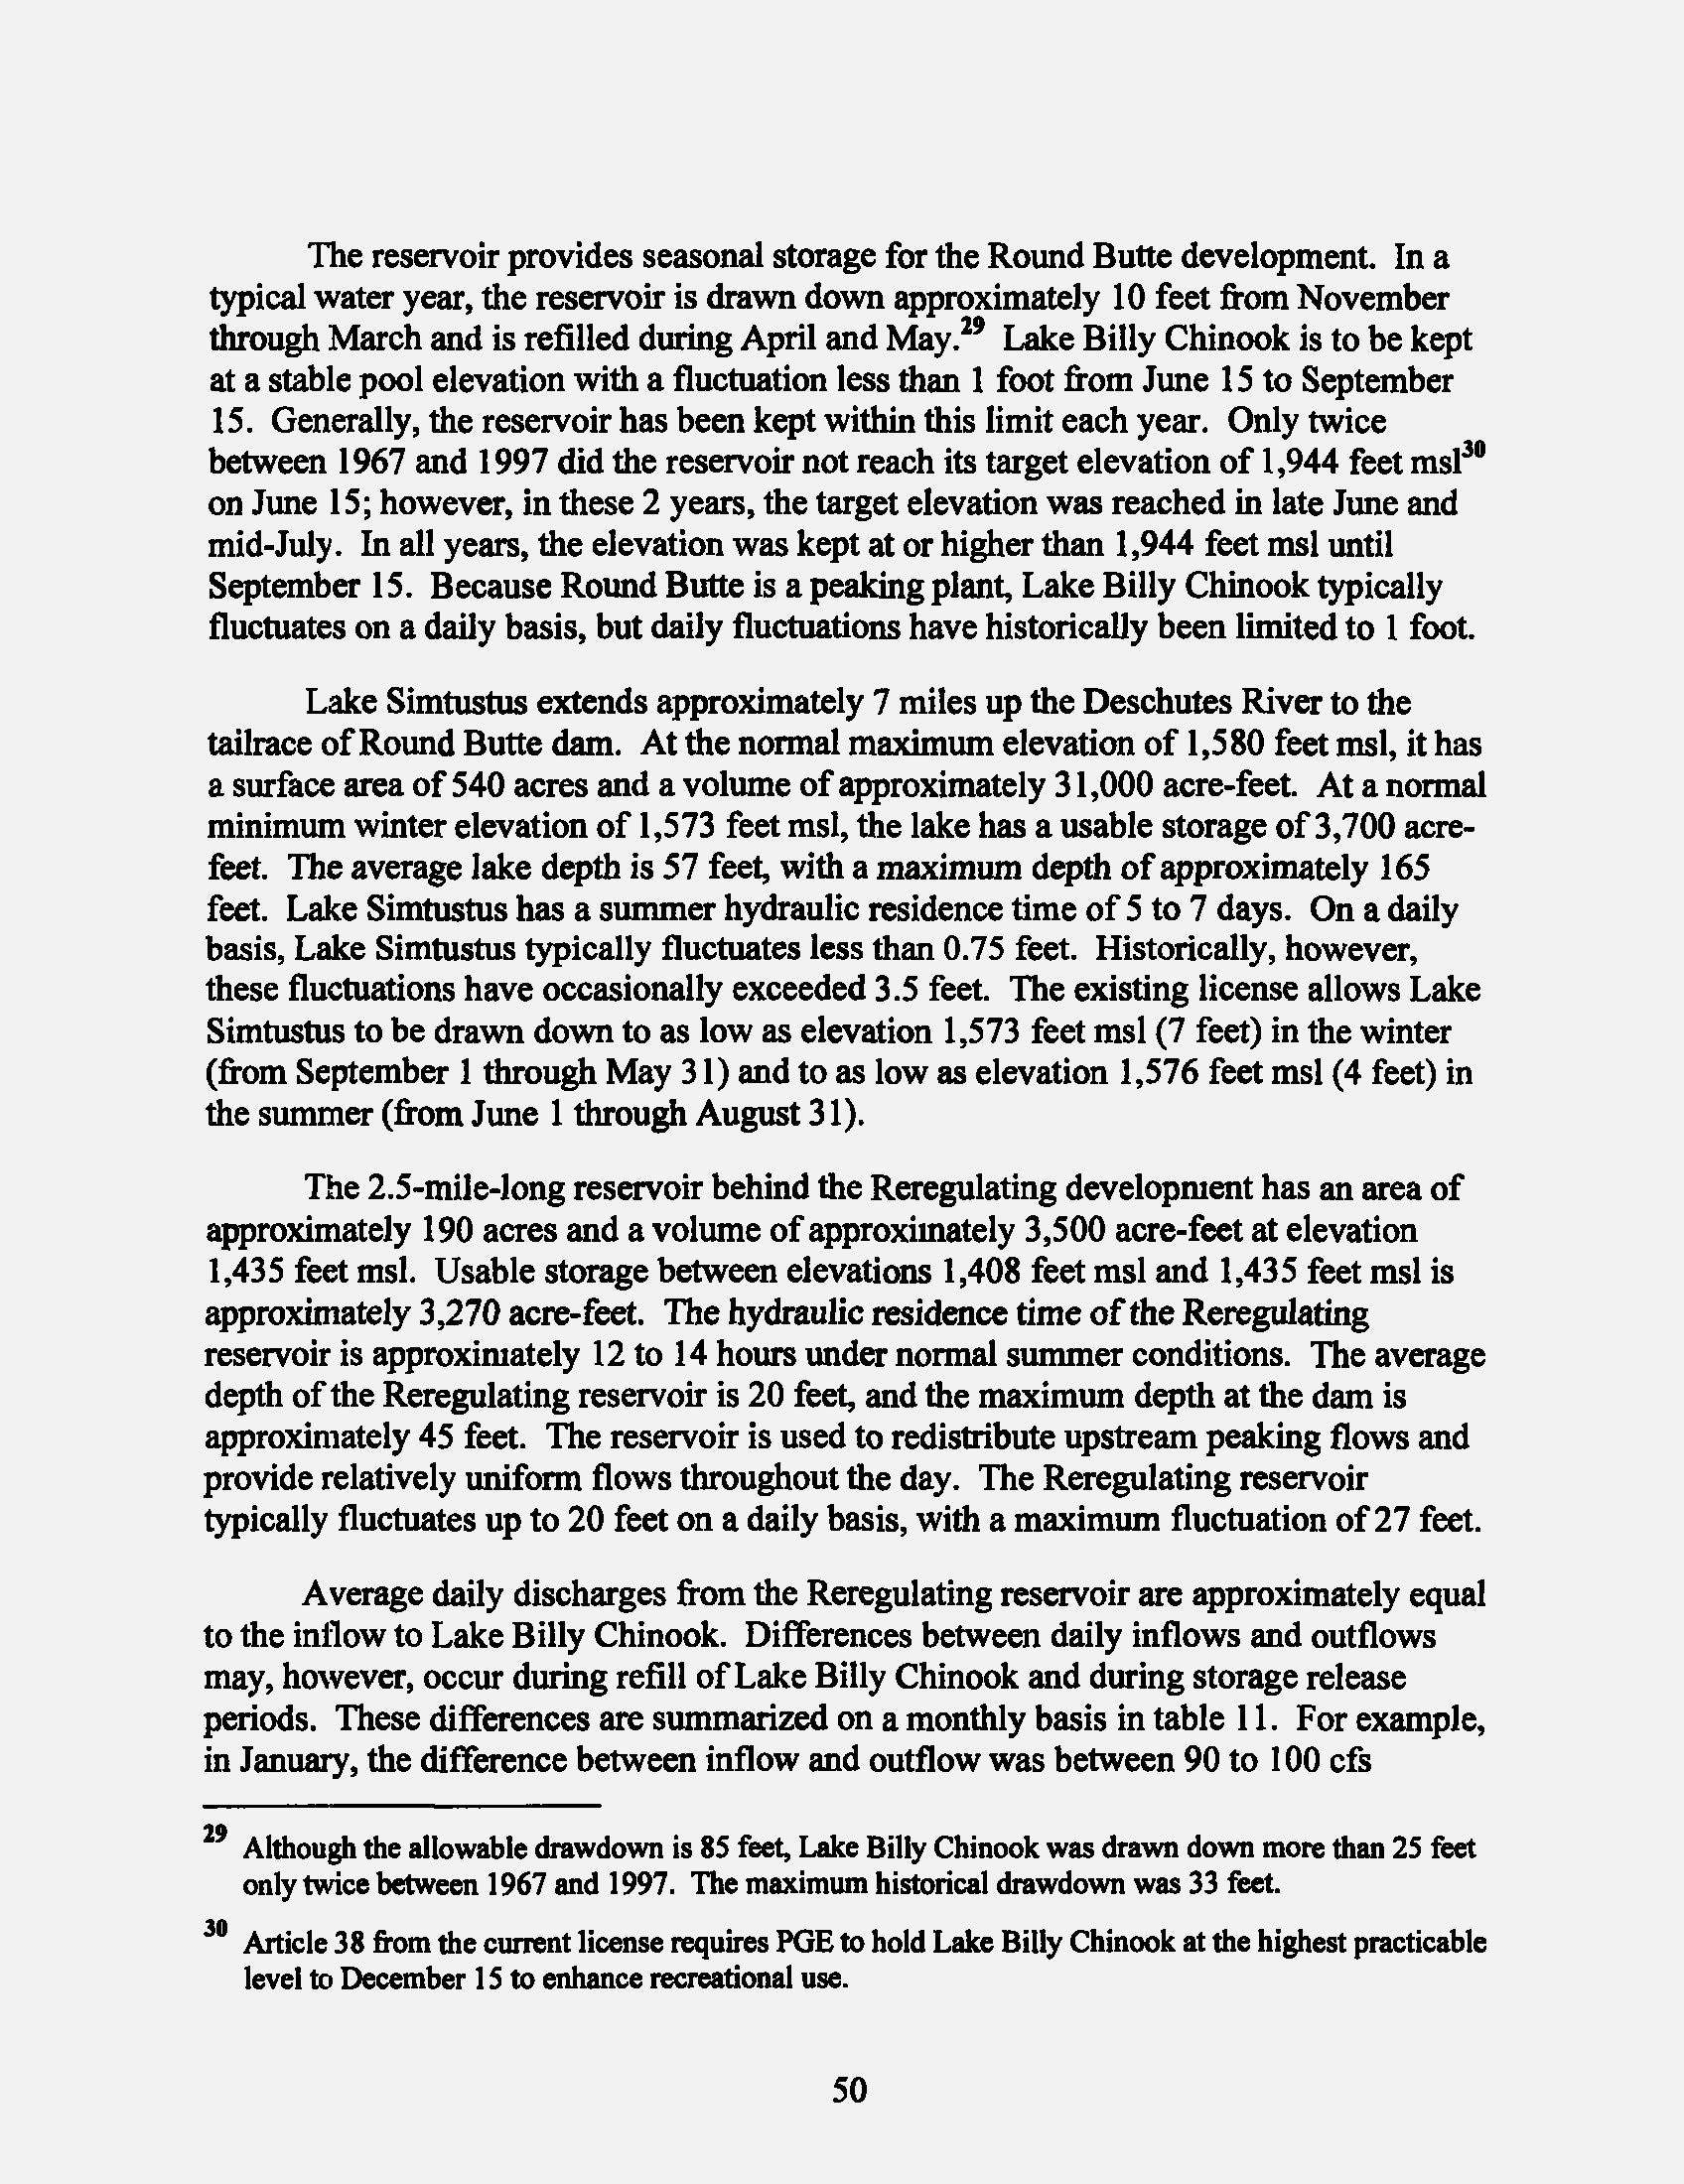 The reservoir provides seasonal storage for the Round Butte development. In a
typical water year, the reservoir is drawn down approximately 10 feet from November
through March and is refilled during April and May.29 Lake Billy Chinook is to be kept
at a stable pool elevation with a fluctuation less than 1 foot from June 15 to September
15. Generally, the reservoir has been kept within this limit each year. Only twice
between 1967 and 1997 did the reservoir not reach its target elevation of 1,944 feet msl30
on June 15; however, in these 2 years, the target elevation was reached in late June and
mid-July. In all years, the elevation was kept at or higher than 1,944 feet msl until
September 15. Because Round Butte is a peaking plant, Lake Billy Chinook typically
fluctuates on a daily basis, but daily fluctuations have historically been limited to 1 foot.
Lake Simtustus extends approximately 7 miles up the Deschutes River to the
tailrace of Round Butte dam. At the normal maximum elevation of 1,580 feet msl, it has
a surface area of 540 acres and a volume of approximately 31,000 acre-feet. At a normal
minimum winter elevation of 1,573 feet msl, the lake has a usable storage of 3,700 acre-
feet. The average lake depth is 57 feet, with a maximum depth of approximately 165
feet. Lake Simtustus has a summer hydraulic residence time of 5 to 7 days. On a daily
basis, Lake Simtustus typically fluctuates less than 0.75 feet. Historically, however,
these fluctuations have occasionally exceeded 3.5 feet. The existing license allows Lake
Simtustus to be drawn down to as low as elevation 1,573 feet msl (7 feet) in the winter
(from September 1 through May 31) and to as low as elevation 1,576 feet msl (4 feet) in
the summer (from June 1 through August 31).
The 2.5-mile-long reservoir behind the Reregulating development has an area of
approximately 190 acres and a volume of approximately 3,500 acre-feet at elevation
1,435 feet msl. Usable storage between elevations 1,408 feet msl and 1,435 feet msl is
approximately 3,270 acre-feet. The hydraulic residence time of the Reregulating
reservoir is approximately 12 to 14 hours under normal summer conditions. The average
depth of the Reregulating reservoir is 20 feet, and the maximum depth at the dam is
approximately 45 feet. The reservoir is used to redistribute upstream peaking flows and
provide relatively uniform flows throughout the day. The Reregulating reservoir
typically fluctuates up to 20 feet on a daily basis, with a maximum fluctuation of 27 feet.
Average daily discharges from the Reregulating reservoir are approximately equal
to the inflow to Lake Billy Chinook. Differences between daily inflows and outflows
may, however, occur during refill of Lake Billy Chinook and during storage release
periods. These differences are summarized on a monthly basis in table 11. For example,
in January, the difference between inflow and outflow was between 90 to 100 cfs
29 Although the allowable drawdown is 85 feet, Lake Billy Chinook was drawn down more than 25 feet
only twice between 1967 and 1997. The maximum historical drawdown was 33 feet.
30 Article 38 from the current license requires PGE to hold Lake Billy Chinook at the highest practicable
level to December 15 to enhance recreational use.
50